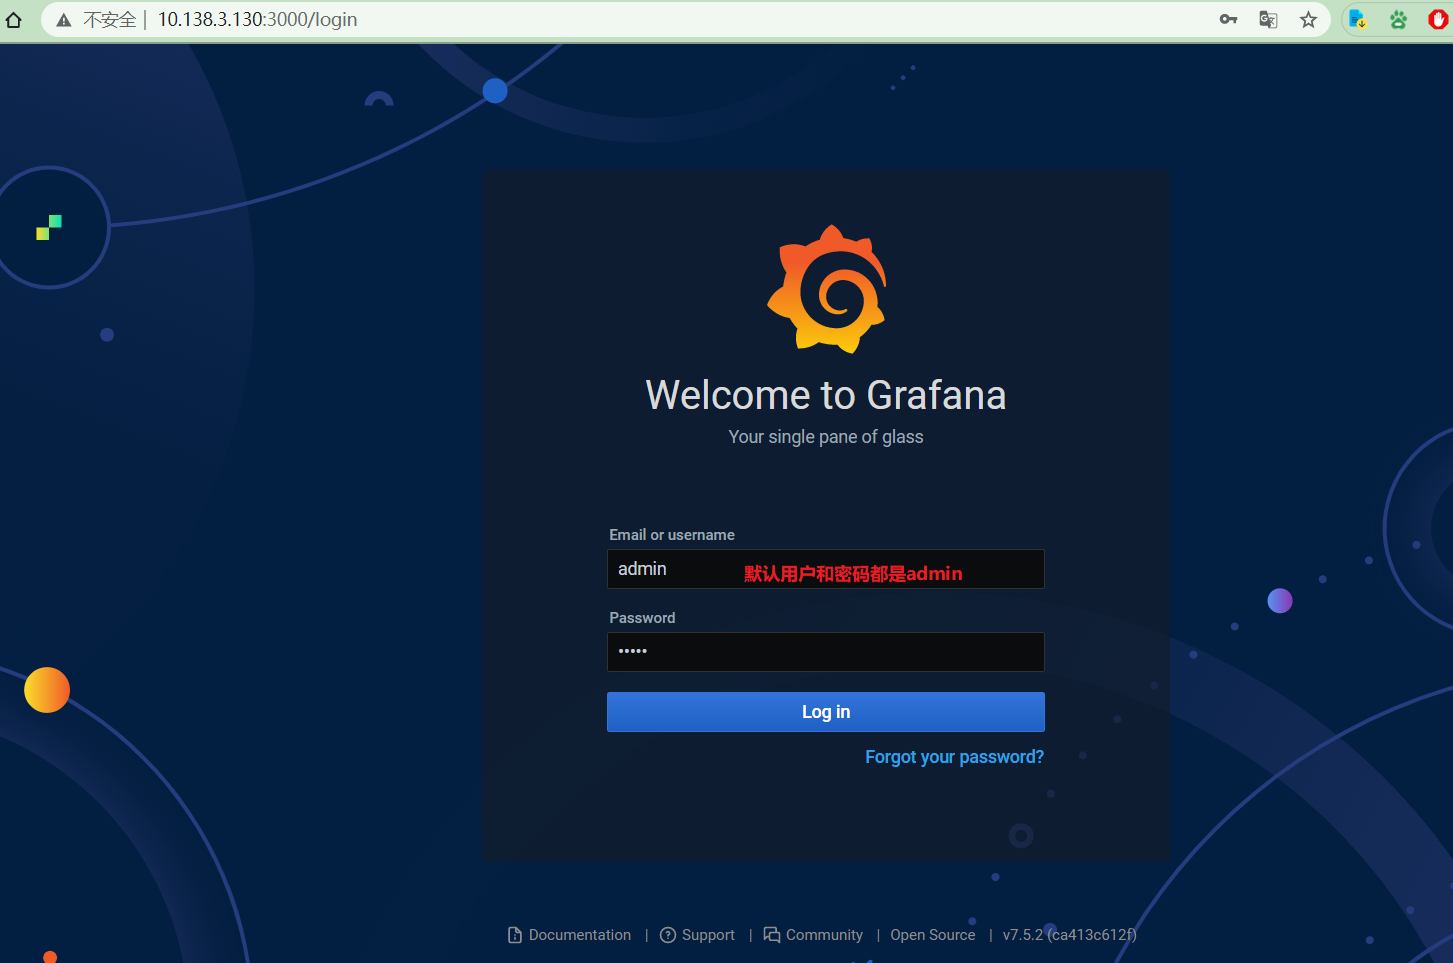 不安全 | 10.138.3.130:3000/login
Welcome to Grafana
Your single pane of glass
Email or username
admin 默认用户和密码都是admin
Password
•••••
Log in
Forgot your password?
Documentation | Support | Community | Open Source | v7.5.2 (ca413c612f)